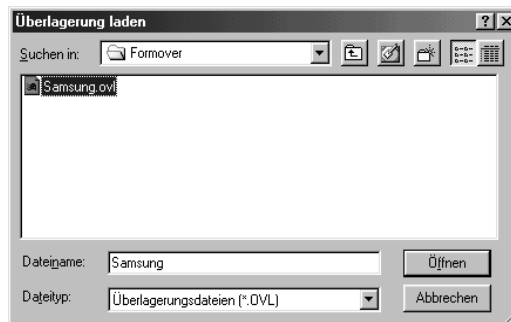 Überlagerung laden
Suchen in: Formover
Samsung.ovl
Dateiname: Samsung Öffnen
Dateityp: Überlagerungsdateien (*.OVL) Abbrechen